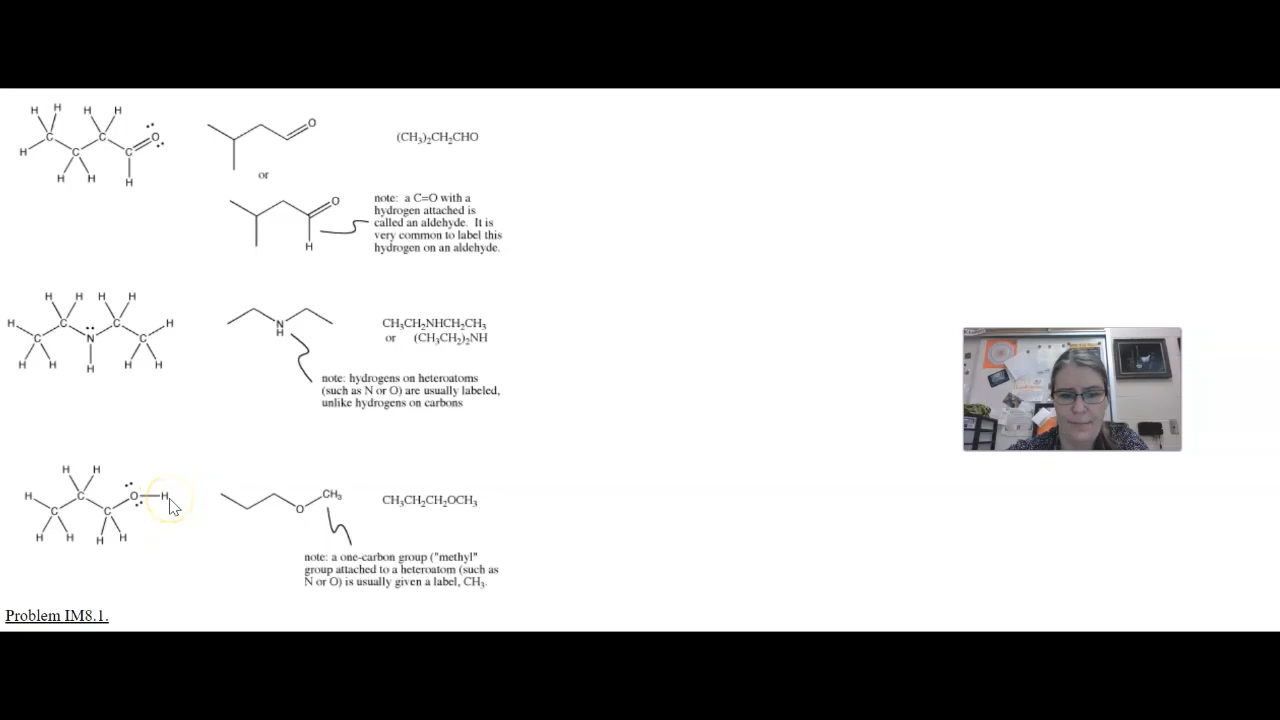 H H H H
C C O
H C C
H H H
O
or
(CH3)2CH2CHO
O
H
note: a C=O with a
hydrogen attached is
called an aldehyde. It is
very common to label this
hydrogen on an aldehyde.
H H H H
H C C H
C N C
H H H H H
N
H
CH3CH2NHCH2CH3
or (CH3CH2)2NH
note: hydrogens on heteroatoms
(such as N or O) are usually labeled,
unlike hydrogens on carbons
H H
H C O H
C C
H H H H
CH3
O
CH3CH2CH2OCH3
note: a one-carbon group ("methyl"
group attached to a heteroatom (such as
N or O) is usually given a label, CH3.
Problem IM8.1.